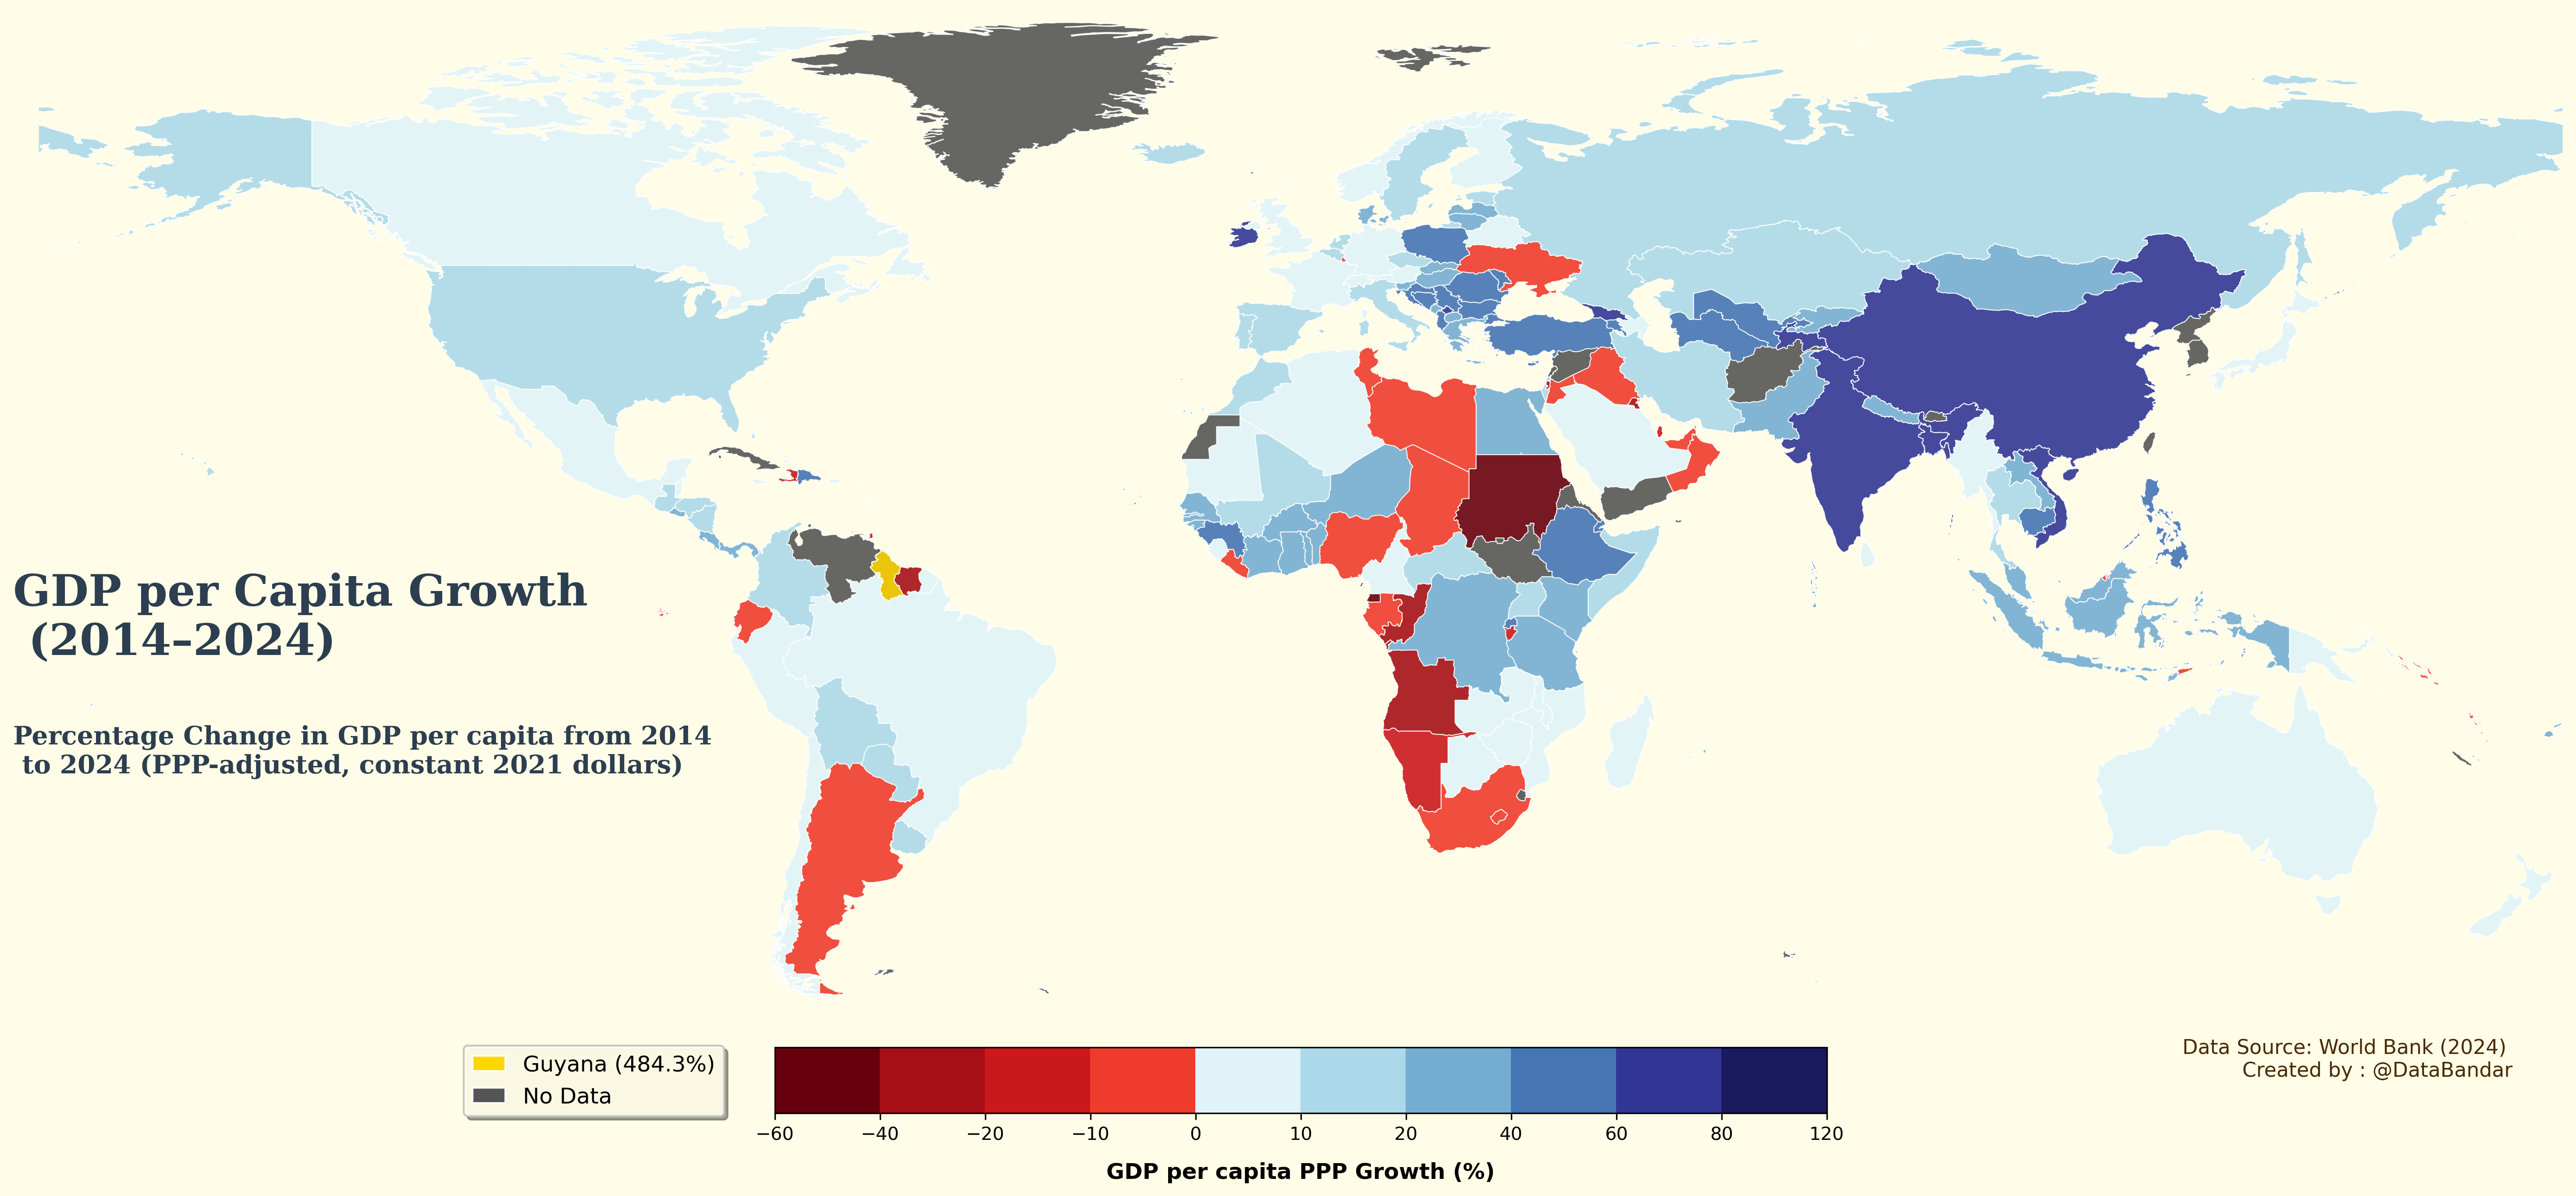 GDP per Capita Growth
(2014–2024)
Percentage Change in GDP per capita from 2014
to 2024 (PPP-adjusted, constant 2021 dollars)
Guyana (484.3%)
No Data
−60 −40 −20 −10 0 10 20 40 60 80 120
GDP per capita PPP Growth (%)
Data Source: World Bank (2024)
Created by : @DataBandar